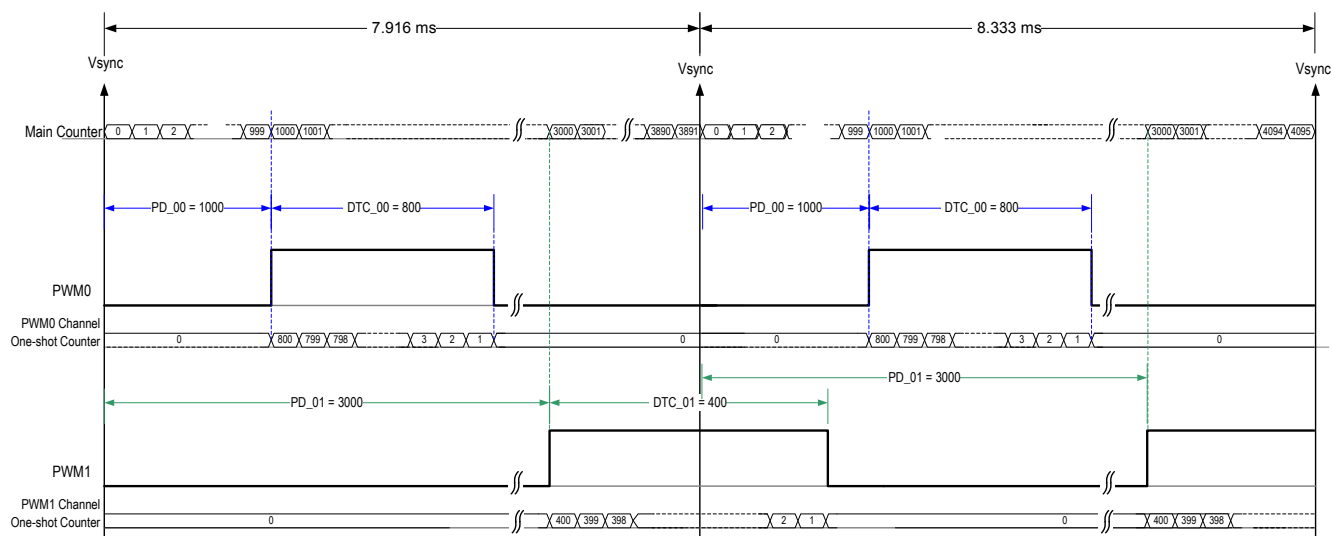 7.916 ms 8.333 ms
Vsync Vsync Vsync
Main Counter 0 1 2 999 1000 1001 3000 3001 3890 3891 0 1 2 999 1000 1001 3000 3001 4094 4095
PD_00 = 1000 DTC_00 = 800 PD_00 = 1000 DTC_00 = 800
PWM0
PWM0 Channel
One-shot Counter 0 800 799 798 3 2 1 0 0 800 799 798 3 2 1 0
PD_01 = 3000
PD_01 = 3000 DTC_01 = 400
PWM1
PWM1 Channel
One-shot Counter 0 400 399 398 2 1 0 400 399 398